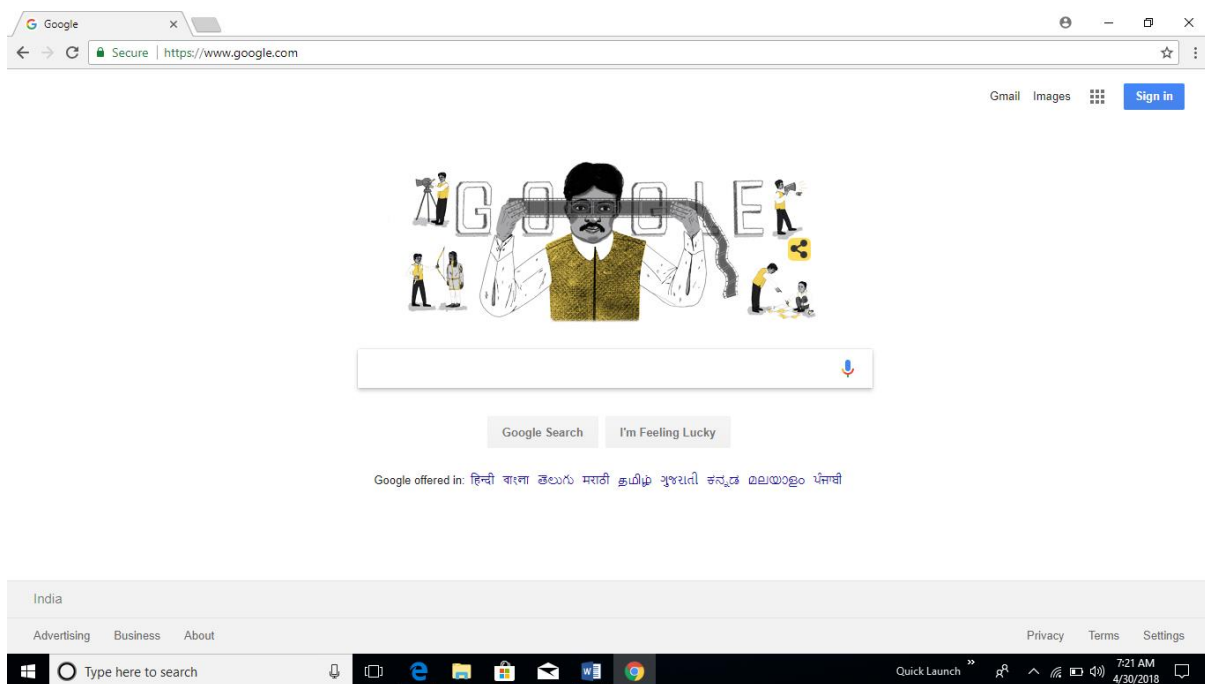 Google
Secure | https://www.google.com
Gmail Images Sign in
GOOGLE
Google Search I'm Feeling Lucky
Google offered in: हिन्दी বাংলা తెలుగు मराठी தமிழ் ગુજરાતી ಕನ್ನಡ മലയാളം ਪੰਜਾਬੀ
India
Advertising Business About Privacy Terms Settings
Type here to search Quick Launch » 7:21 AM
4/30/2018